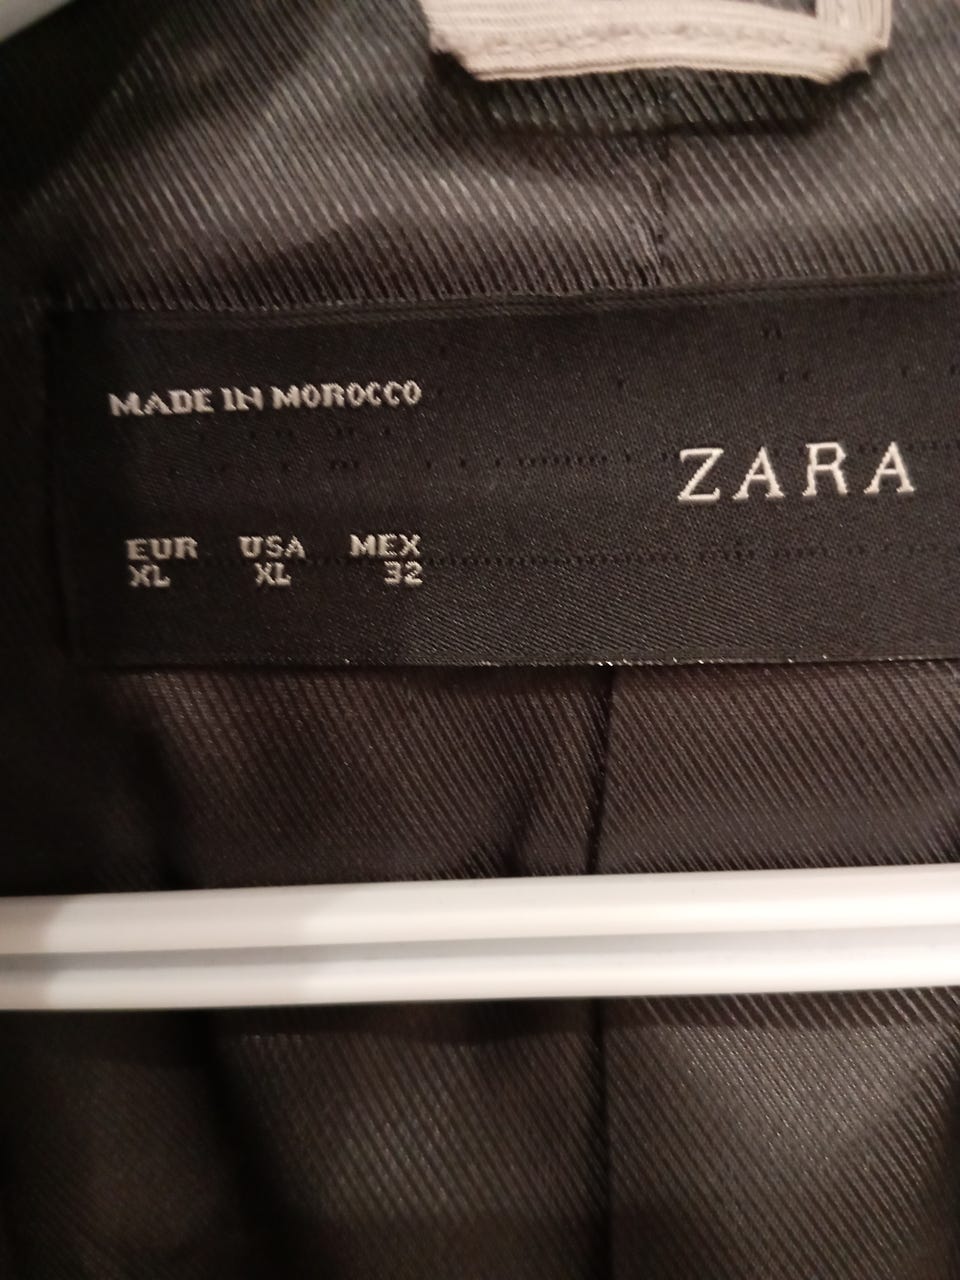 MADE IN MOROCCO
ZARA
EUR USA MEX
XL XL 32